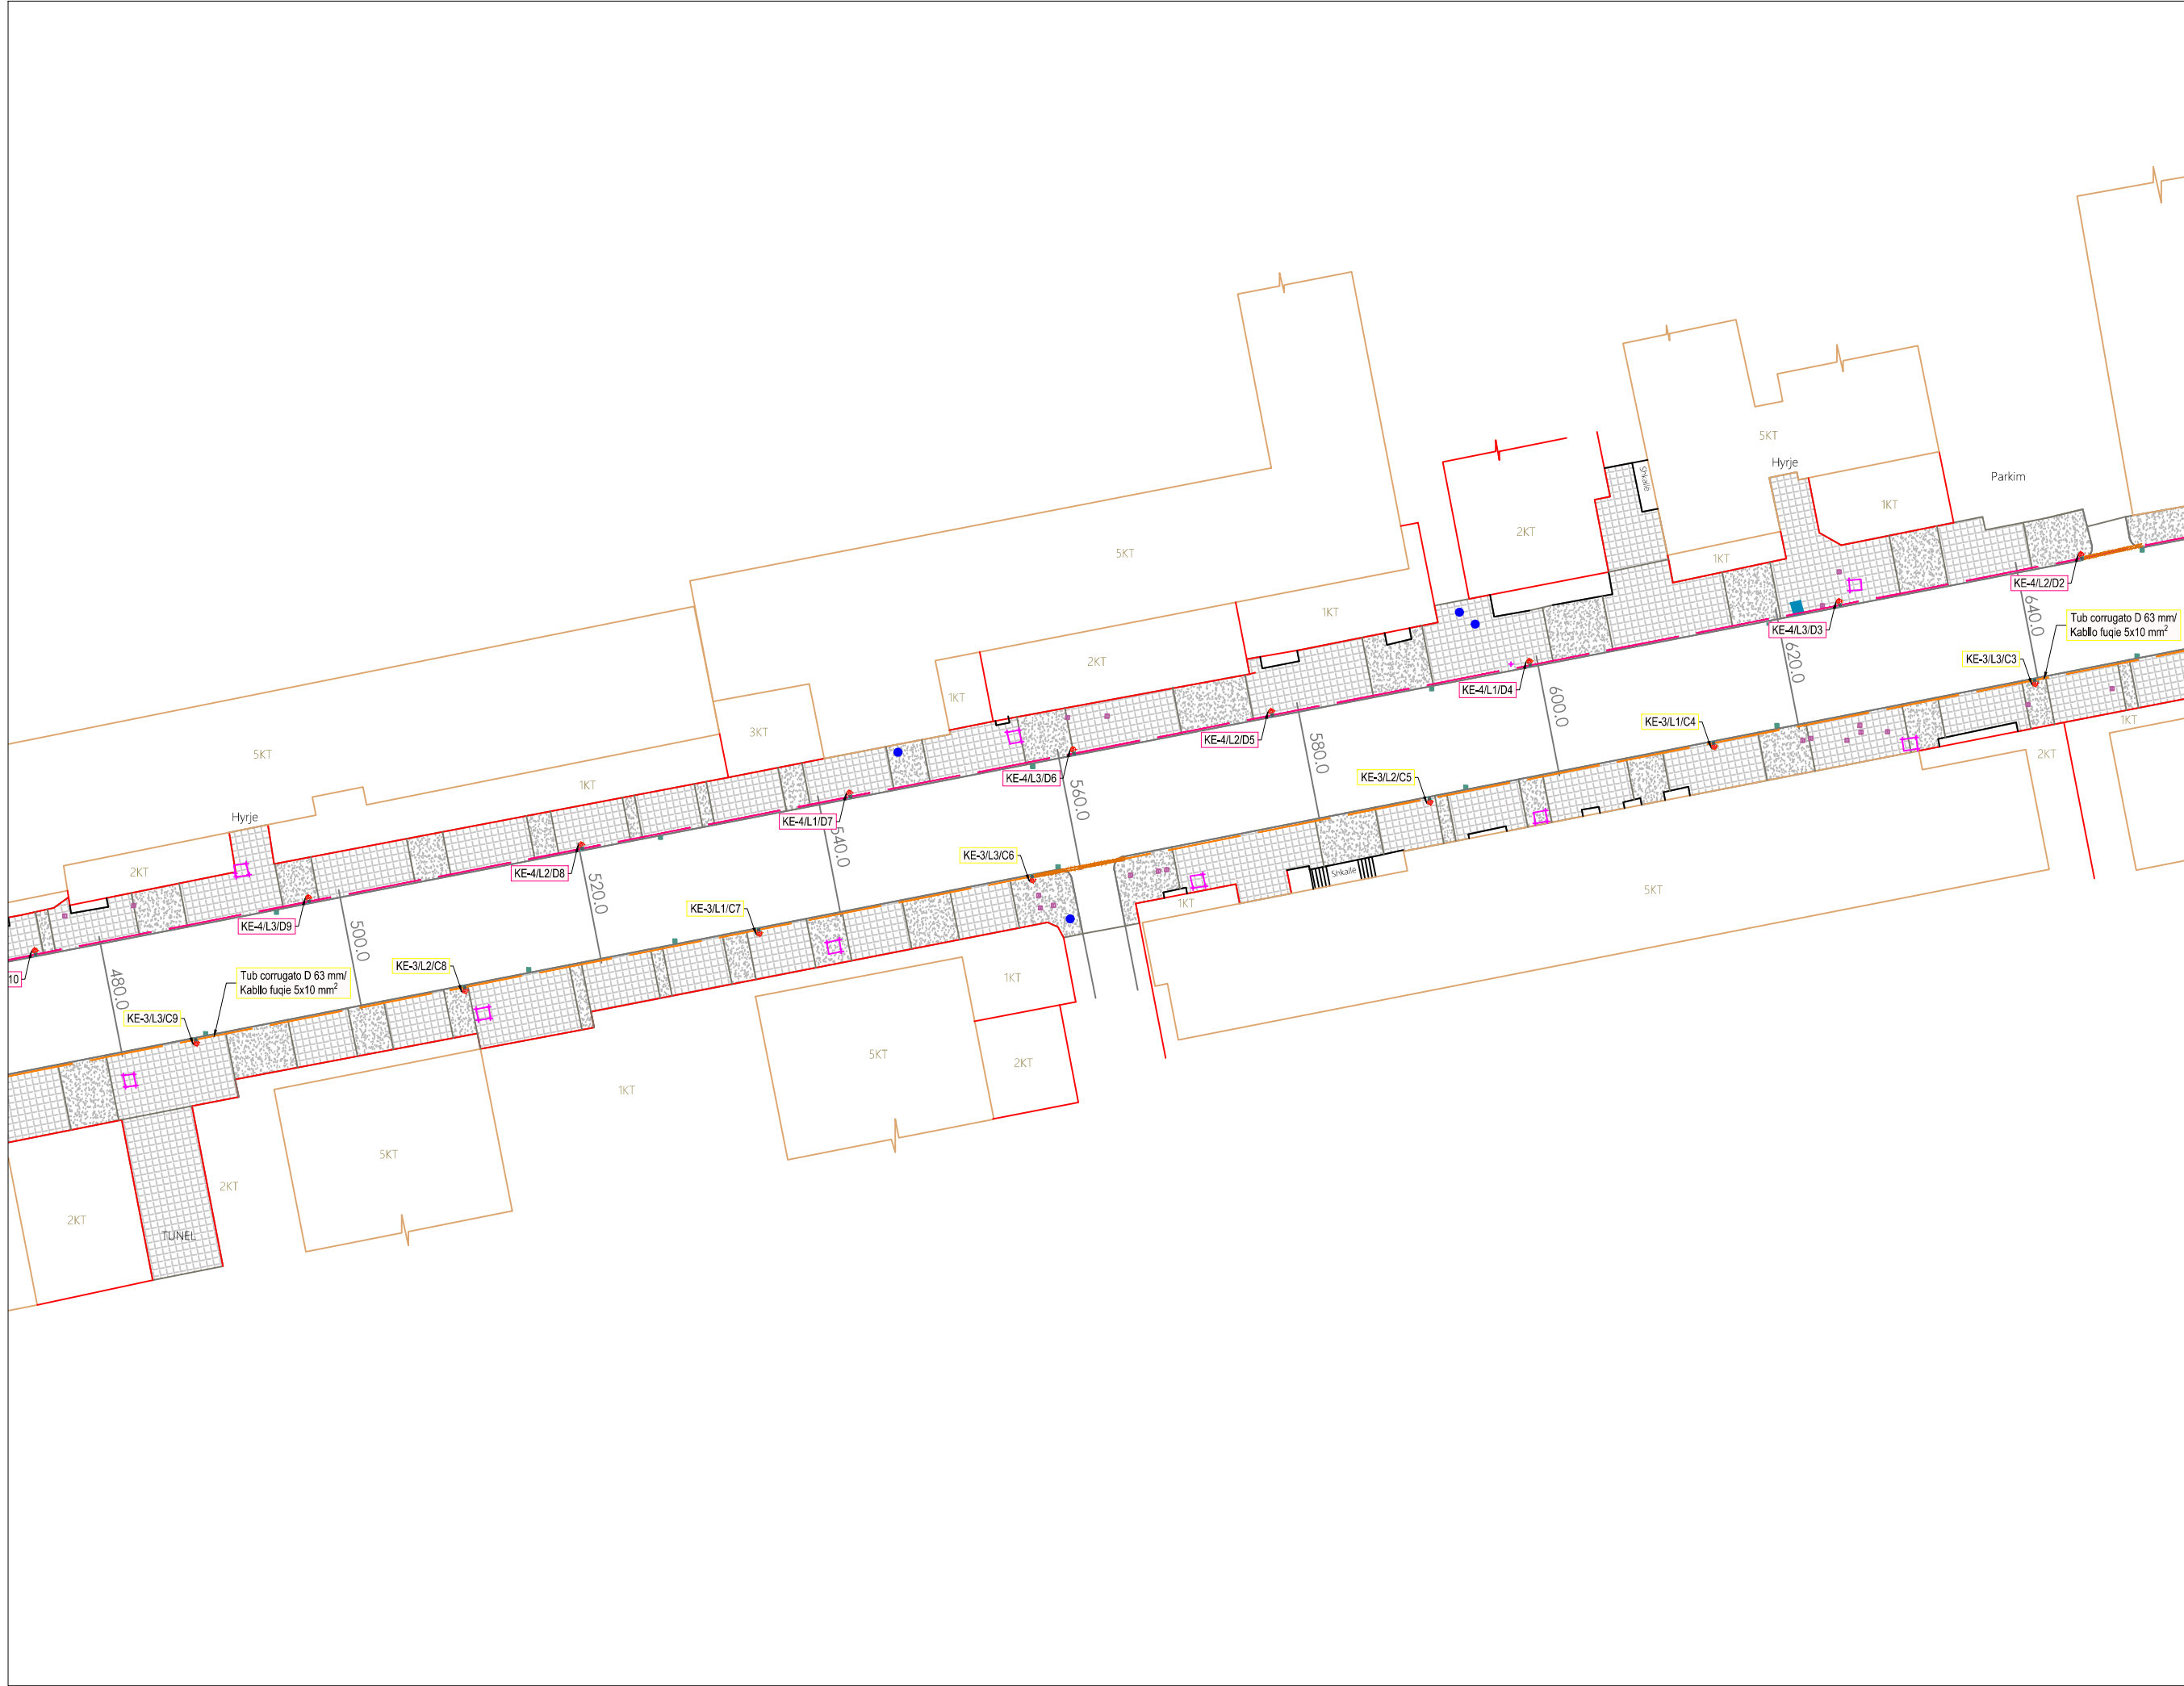 5KT
Hyrje
Parkim
Shkalle
1KT
2KT
5KT
1KT
1KT
KE-4/L2/D2
640.0
Tub corrugato D 63 mm/
Kabllo fuqie 5x10 mm²
KE-4/L3/D3
620.0
KE-3/L3/C3
2KT
1KT
KE-4/L1/D4
600.0
1KT
KE-3/L1/C4
1KT
2KT
3KT
KE-4/L2/D5
580.0
5KT
KE-4/L3/D6
560.0
KE-3/L2/C5
1KT
Hyrje
KE-4/L1/D7
540.0
2KT
KE-4/L2/D8
520.0
KE-3/L3/C6
Shkalle
5KT
1KT
KE-4/L3/D9
500.0
KE-3/L1/C7
10
480.0
Tub corrugato D 63 mm/
Kabllo fuqie 5x10 mm²
KE-3/L2/C8
1KT
KE-3/L3/C9
5KT
2KT
1KT
5KT
2KT
2KT
TUNEL